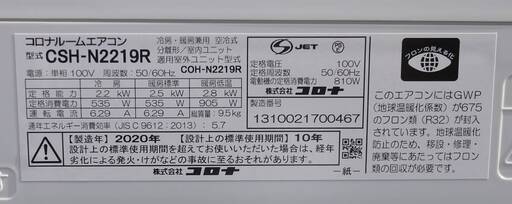 コロナルームエアコン
冷房・暖房兼用 空冷式
分離形／室内ユニット
型式 CSH-N2219R 適用室外ユニット型式
COH-N2219R
電源：単相 100V 周波数：50/60Hz
冷房 暖房標準 暖房低温
定格能力 2.2 kW 2.5 kW 2.8 kW
定格消費電力 535 W 535 W 905 W
運転電流 6.29 A 6.29 A 質量 9.5kg
通年エネルギー消費効率（JIS C 9612：2013）：5.7
S JET PS E
定格電圧 100V
定格周波数 50/60Hz
電動機の定格消費電力 810W
株式会社 コロナ
1310021700467
【製造年】2020年【設計上の標準使用期間】10年
設計上の標準使用期間を超えてお使いいただいた場合は、経年
劣化による発火・けが等の事故に至るおそれがあります。
株式会社 コロナ
―紙―
フロンの見える化
このエアコンにはGWP
（地球温暖化係数）が675
のフロン類（R32）が封入
されています。地球温暖化
防止のため、移設・修理・
廃棄等にあたってはフロン
類の回収が必要です。